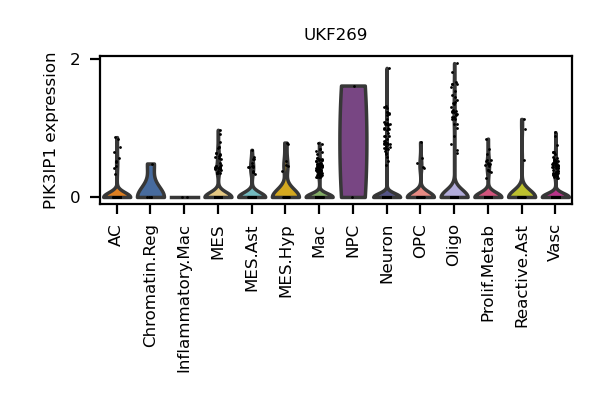 UKF269
PIK3IP1 expression
2
0
AC
Chromatin.Reg
Inflammatory.Mac
MES
MES.Ast
MES.Hyp
Mac
NPC
Neuron
OPC
Oligo
Prolif.Metab
Reactive.Ast
Vasc